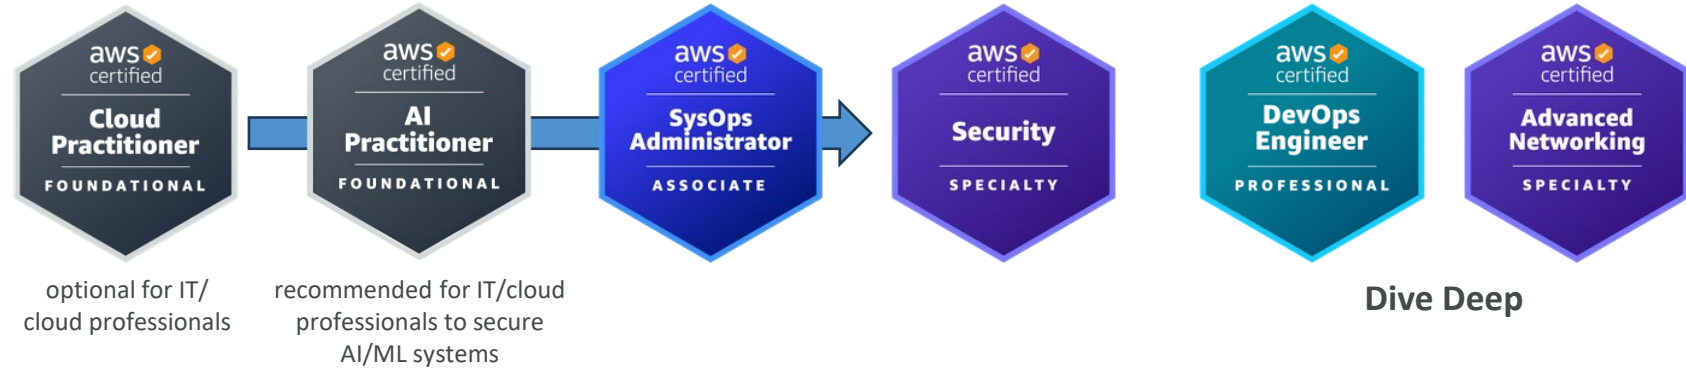 aws
certified
Cloud
Practitioner
FOUNDATIONAL
optional for IT/
cloud professionals
aws
certified
AI
Practitioner
FOUNDATIONAL
recommended for IT/cloud
professionals to secure
AI/ML systems
aws
certified
SysOps
Administrator
ASSOCIATE
aws
certified
Security
SPECIALTY
aws
certified
DevOps
Engineer
PROFESSIONAL
aws
certified
Advanced
Networking
SPECIALTY
Dive Deep